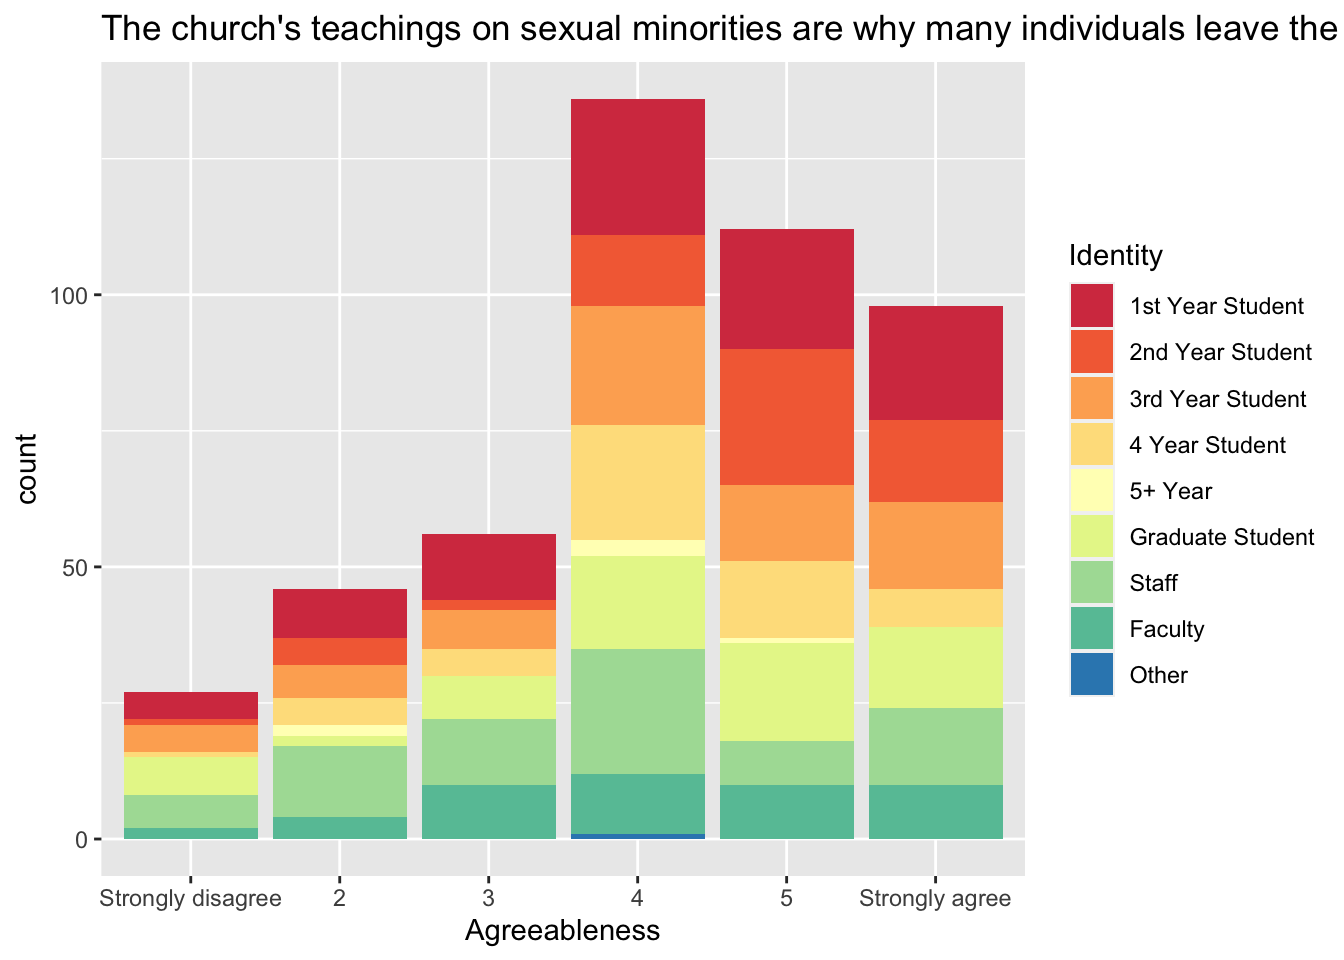 The church's teachings on sexual minorities are why many individuals leave the
count
100
50
0
Strongly disagree
2
3
4
5
Strongly agree
Agreeableness
Identity
1st Year Student
2nd Year Student
3rd Year Student
4 Year Student
5+ Year
Graduate Student
Staff
Faculty
Other